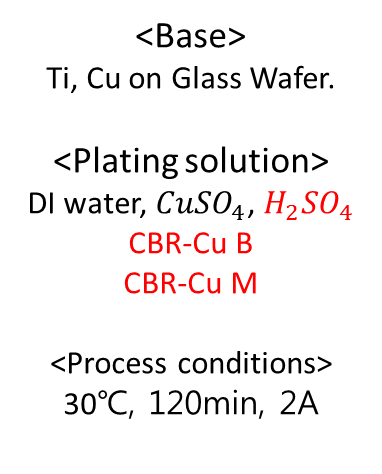 <Base>
Ti, Cu on Glass Wafer.
<Plating solution>
DI water, CuSO₄, H₂SO₄
CBR-Cu B
CBR-Cu M
<Process conditions>
30℃, 120min, 2A